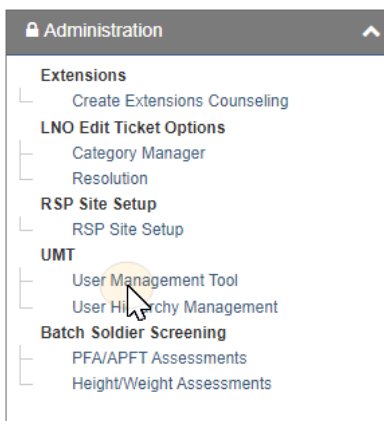 Administration
Extensions
Create Extensions Counseling
LNO Edit Ticket Options
Category Manager
Resolution
RSP Site Setup
RSP Site Setup
UMT
User Management Tool
User Hierarchy Management
Batch Soldier Screening
PFA/APFT Assessments
Height/Weight Assessments